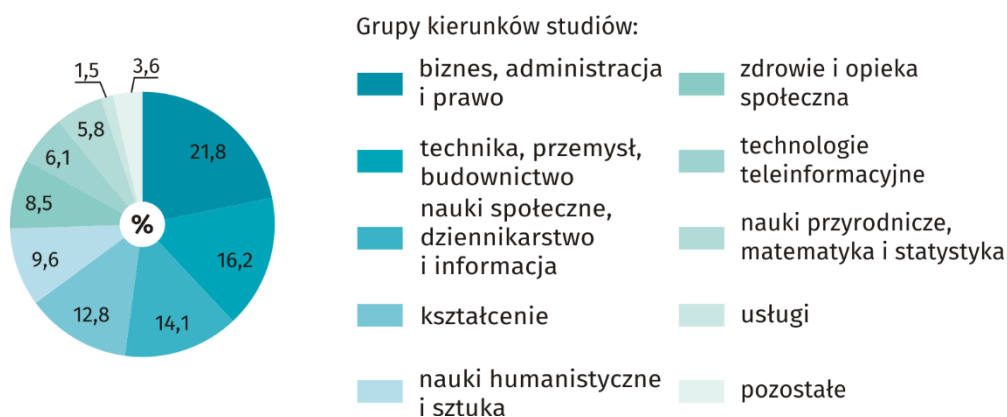 Grupy kierunków studiów:
1,5
3,6
5,8
6,1
8,5
9,6
12,8
14,1
16,2
21,8
%
biznes, administracja
i prawo
technika, przemysł,
budownictwo
nauki społeczne,
dziennikarstwo
i informacja
kształcenie
nauki humanistyczne
i sztuka
zdrowie i opieka
społeczna
technologie
teleinformacyjne
nauki przyrodnicze,
matematyka i statystyka
usługi
pozostałe